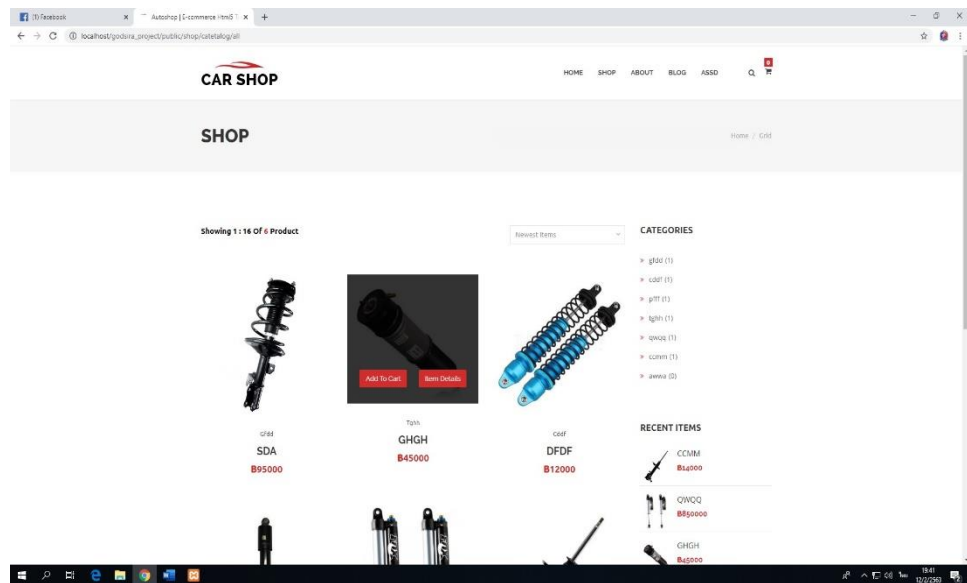 (1) Facebook
Autoshop | E-commerce Html5 T
localhost/godsira_project/public/shop/catetalog/all
CAR SHOP
HOME SHOP ABOUT BLOG ASSD
0
SHOP
Home / Grid
Showing 1 : 16 Of 6 Product
Newest Items
Add To Cart Item Details
Gfdd
SDA
฿95000
Tghh
GHGH
฿45000
Cddf
DFDF
฿12000
CATEGORIES
» gfdd (1)
» cddf (1)
» pfff (1)
» tghh (1)
» qwqq (1)
» ccmm (1)
» awwa (0)
RECENT ITEMS
CCMM
฿14000
QWQQ
฿850000
GHGH
฿45000
19:41
12/2/2563